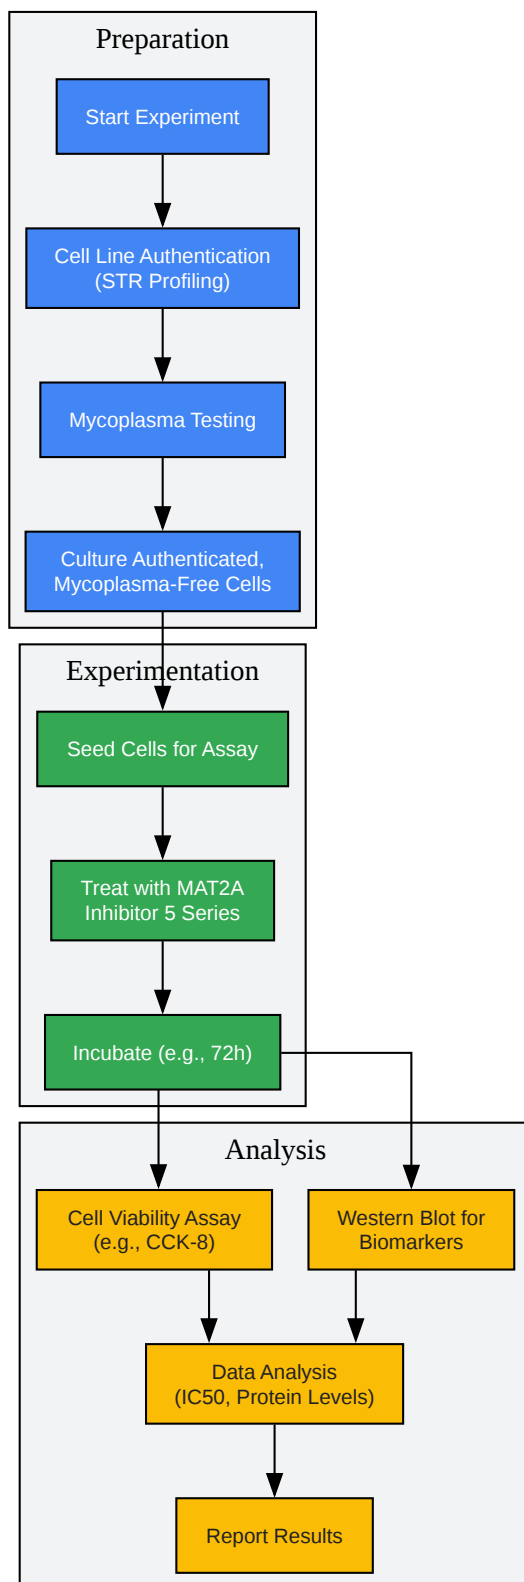 Preparation
Start Experiment
Cell Line Authentication
(STR Profiling)
Mycoplasma Testing
Culture Authenticated,
Mycoplasma-Free Cells
Experimentation
Seed Cells for Assay
Treat with MAT2A
Inhibitor 5 Series
Incubate (e.g., 72h)
Analysis
Cell Viability Assay
(e.g., CCK-8)
Western Blot for
Biomarkers
Data Analysis
(IC50, Protein Levels)
Report Results